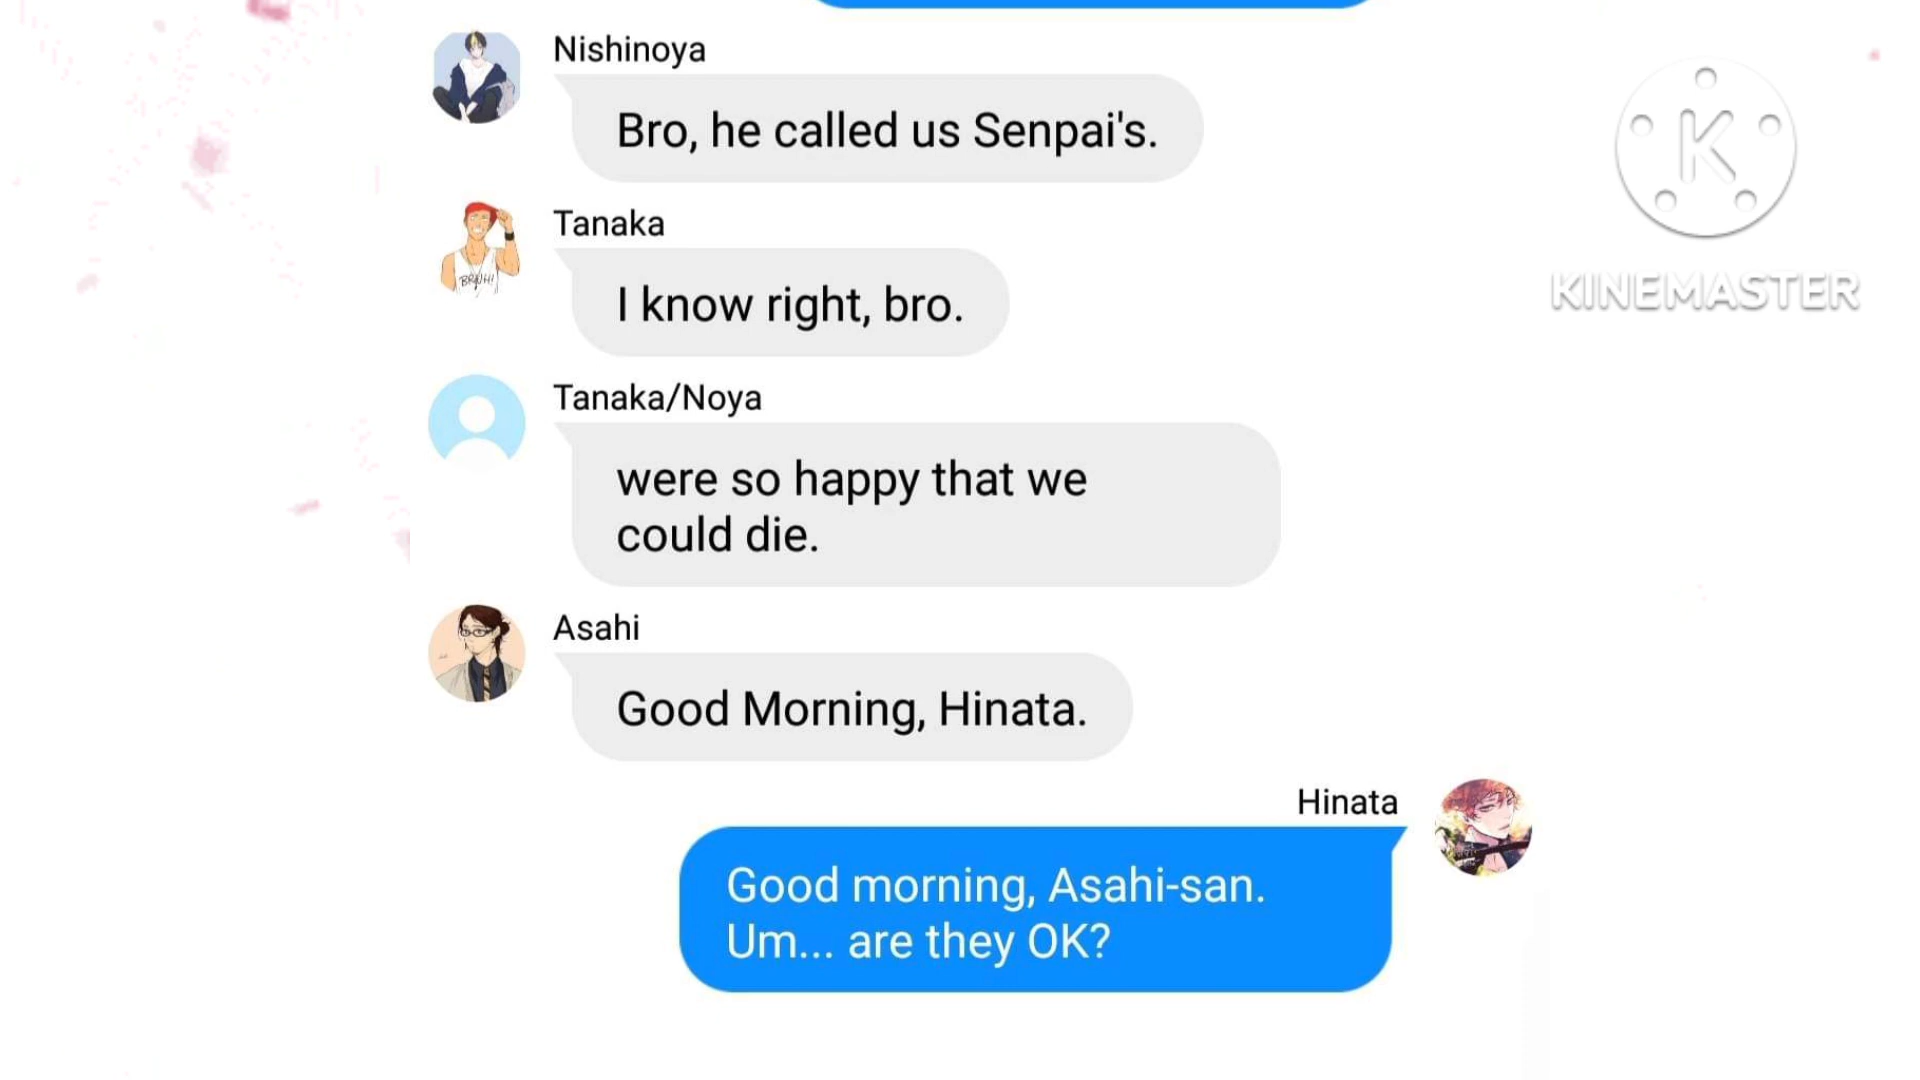 Nishinoya
Bro, he called us Senpai's.
Tanaka
BRUH!
I know right, bro.
Tanaka/Noya
were so happy that we
could die.
Asahi
Good Morning, Hinata.
Hinata
Good morning, Asahi-san.
Um... are they OK?
K
KINEMASTER